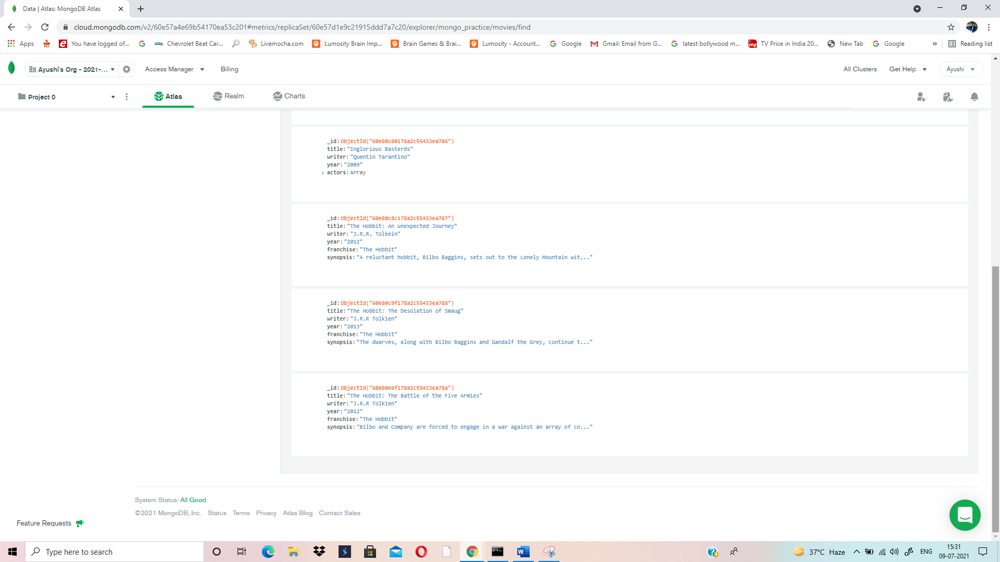 Data | Atlas: MongoDB Atlas
cloud.mongodb.com/v2/60e57a4e69b54170ea53c201#metrics/replicaSet/60e57d1e9c21915ddd7a7c20/explorer/mongo_practice/movies/find
Apps You have logged of... Chevrolet Beat Car... Livemocha.com Lumosity Brain Imp... Brain Games & Brai... Lumosity - Account... Google Gmail: Email from G... latest bollywood m... my TV Price in India 20... New Tab Google » Reading list
Ayushi's Org - 2021-... Access Manager Billing All Clusters Get Help Ayushi
Project 0 Atlas Realm Charts
_id: ObjectId("60e80c80178a2c55433ea786")
title: "Inglorious Basterds"
writer: "Quentin Tarantino"
year: "2009"
> actors: Array
_id: ObjectId("60e80c8c178a2c55433ea787")
title: "The Hobbit: An unexpected Journey"
writer: "J.R.R. Tolkein"
year: "2012"
franchise: "The Hobbit"
synopsis: "A reluctant hobbit, Bilbo Baggins, sets out to the Lonely Mountain wit..."
_id: ObjectId("60e80c9f178a2c55433ea788")
title: "The Hobbit: The Desolation of Smaug"
writer: "J.R.R Tolkien"
year: "2013"
franchise: "The Hobbit"
synopsis: "The dwarves, along with Bilbo Baggins and Gandalf the Grey, continue t..."
_id: ObjectId("60e80e8f178a2c55433ea78a")
title: "The Hobbit: The Battle of the Five Armies"
writer: "J.R.R Tolkien"
year: "2012"
franchise: "The Hobbit"
synopsis: "Bilbo and Company are forced to engage in a war against an array of co..."
System Status: All Good
©2021 MongoDB, Inc. Status Terms Privacy Atlas Blog Contact Sales
Feature Requests
Type here to search
37°C Haze ENG
15:31
09-07-2021